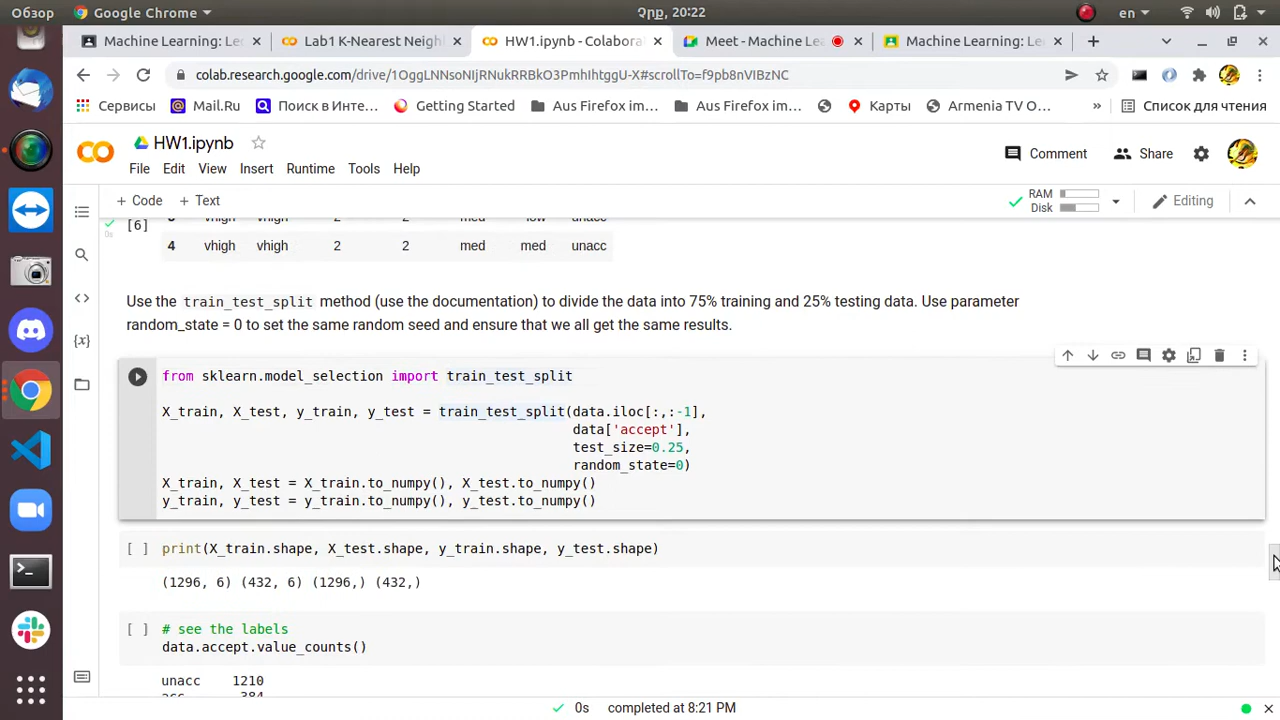 Обзор
Google Chrome
Չրք, 20:22
en
Machine Learning: Le
Lab1 K-Nearest Neigh
HW1.ipynb - Colabora
Meet - Machine Le
Machine Learning: Le
colab.research.google.com/drive/1OggLNNsoNIjRNukRRBkO3PmhIhtggU-X#scrollTo=f9pb8nVIBzNC
Сервисы
Mail.Ru
Поиск в Инте...
Getting Started
Aus Firefox im...
Aus Firefox im...
Карты
Armenia TV O...
»
Список для чтения
HW1.ipynb
Comment
Share
File Edit View Insert Runtime Tools Help
+ Code + Text
RAM
Disk
Editing
[6]
0s
4 vhigh vhigh 2 2 med med unacc
Use the train_test_split method (use the documentation) to divide the data into 75% training and 25% testing data. Use parameter
random_state = 0 to set the same random seed and ensure that we all get the same results.
from sklearn.model_selection import train_test_split
X_train, X_test, y_train, y_test = train_test_split(data.iloc[:,:-1],
data['accept'],
test_size=0.25,
random_state=0)
X_train, X_test = X_train.to_numpy(), X_test.to_numpy()
y_train, y_test = y_train.to_numpy(), y_test.to_numpy()
[ ] print(X_train.shape, X_test.shape, y_train.shape, y_test.shape)
(1296, 6) (432, 6) (1296,) (432,)
[ ] # see the labels
data.accept.value_counts()
unacc 1210
0s completed at 8:21 PM